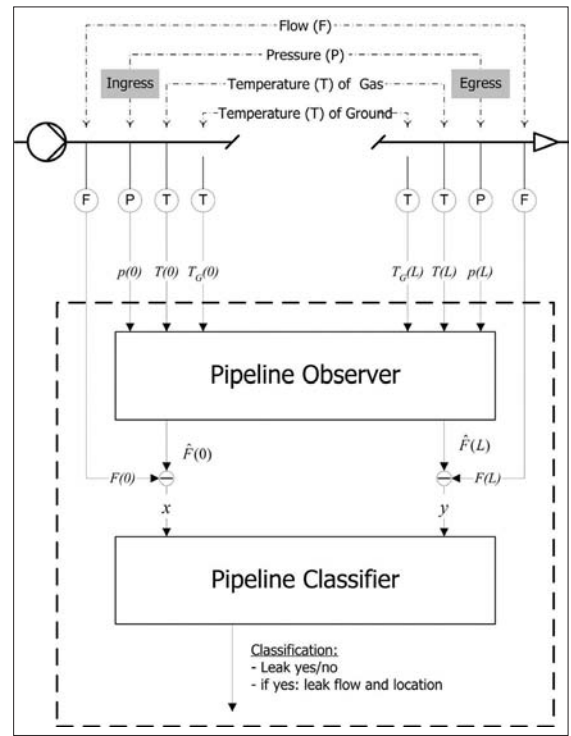 Flow (F)
Pressure (P)
Ingress
Temperature (T) of Gas
Egress
Temperature (T) of Ground
F P T T T T P F
p(0) T(0) T_G(0) T_G(L) T(L) p(L)
Pipeline Observer
F̂(0) F̂(L)
F(0) F(L)
x y
Pipeline Classifier
Classification:
- Leak yes/no
- if yes: leak flow and location